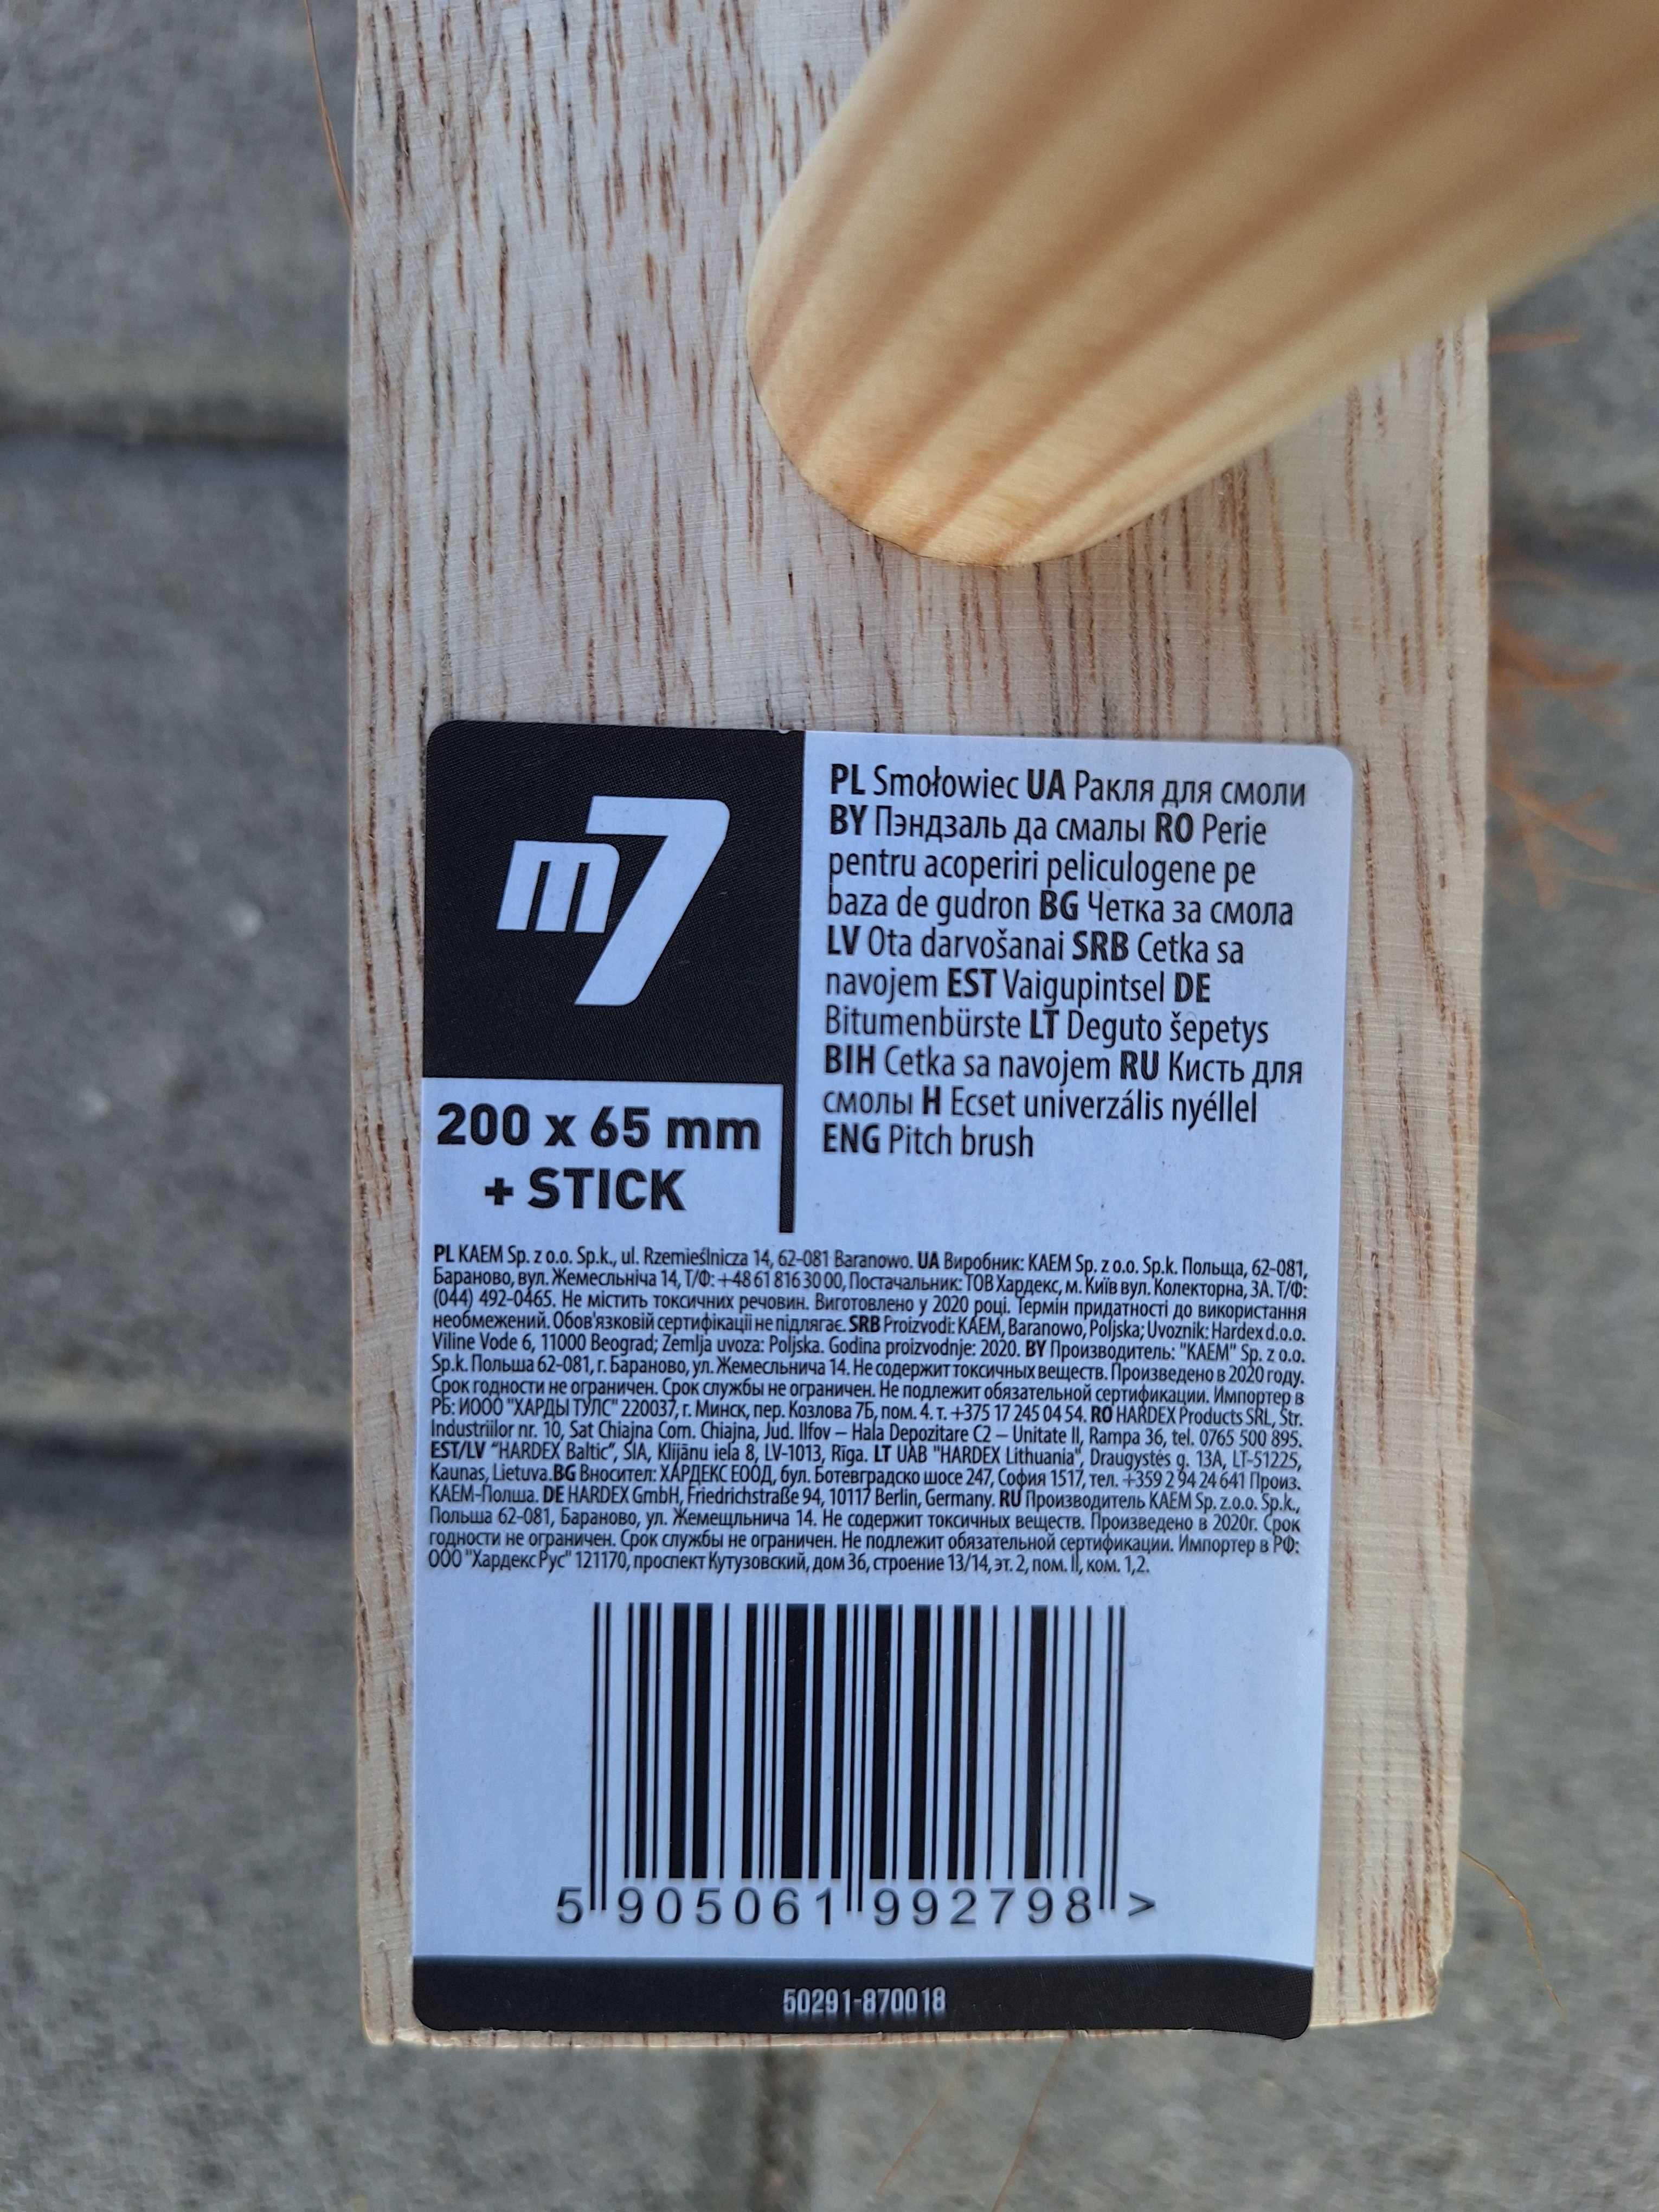 m7
200 x 65 mm
+ STICK
PL Smołowiec UA Ракля для смоли
BY Пэндзаль да смалы RO Perie
pentru acoperiri peliculogene pe
baza de gudron BG Четка за смола
LV Ota darvošanai SRB Cetka sa
navojem EST Vaigupintsel DE
Bitumenbürste LT Deguto šepetys
BIH Cetka sa navojem RU Кисть для
смолы H Ecset univerzális nyéllel
ENG Pitch brush
PL KAEM Sp. z o.o. Sp.k., ul. Rzemieślnicza 14, 62-081 Baranowo. UA Виробник: KAEM Sp. z o.o. Sp.k. Польща, 62-081,
Бараново, вул. Жемесльніча 14, Т/Ф: +48 61 816 30 00, Постачальник: ТОВ Хардекс, м. Київ вул. Колекторна, 3А. Т/Ф:
(044) 492-0465. Не містить токсичних речовин. Виготовлено у 2020 році. Термін придатності до використання
необмежений. Обов'язковій сертифікації не підлягає. SRB Proizvodi: KAEM, Baranowo, Poljska; Uvoznik: Hardex d.o.o.
Viline Vode 6, 11000 Beograd; Zemlja uvoza: Poljska. Godina proizvodnje: 2020. BY Производитель: "KAEM" Sp. z o.o.
Sp.k. Польша 62-081, г. Бараново, ул. Жемесльнича 14. Не содержит токсичных веществ. Произведено в 2020 году.
Срок годности не ограничен. Срок службы не ограничен. Не подлежит обязательной сертификации. Импортер в
РБ: ИООО "ХАРДЫ ТУЛС" 220037, г. Минск, пер. Козлова 7Б, пом. 4. т. +375 17 245 04 54. RO HARDEX Products SRL, Str.
Industriilor nr. 10, Sat Chiajna Com. Chiajna, Jud. Ilfov – Hala Depozitare C2 – Unitate II, Rampa 36, tel. 0765 500 895.
EST/LV "HARDEX Baltic", SIA, Klijānu iela 8, LV-1013, Rīga. LT UAB "HARDEX Lithuania", Draugystės g. 13A, LT-51225,
Kaunas, Lietuva.BG Вносител: ХАРДЕКС ЕООД, бул. Ботевградско шосе 247, София 1517, тел. +359 2 94 24 641 Произ.
КАЕМ-Полша. DE HARDEX GmbH, Friedrichstraße 94, 10117 Berlin, Germany. RU Производитель KAEM Sp. z.o.o. Sp.k.,
Польша 62-081, Бараново, ул. Жемещльнича 14. Не содержит токсичных веществ. Произведено в 2020г. Срок
годности не ограничен. Срок службы не ограничен. Не подлежит обязательной сертификации. Импортер в РФ:
ООО "Хардекс Рус" 121170, проспект Кутузовский, дом 36, строение 13/14, эт. 2, пом. II, ком. 1,2.
5 905061 992798 >
50291-870018